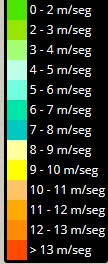 0 - 2 m/seg
2 - 3 m/seg
3 - 4 m/seg
4 - 5 m/seg
5 - 6 m/seg
6 - 7 m/seg
7 - 8 m/seg
8 - 9 m/seg
9 - 10 m/seg
10 - 11 m/seg
11 - 12 m/seg
12 - 13 m/seg
> 13 m/seg